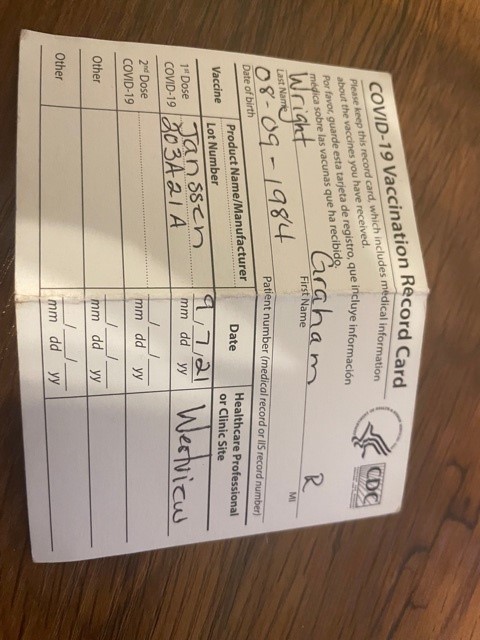 COVID-19 Vaccination Record Card
CDC
Please keep this record card, which includes medical information
about the vaccines you have received.
Por favor, guarde esta tarjeta de registro, que incluye información
médica sobre las vacunas que ha recibido.
Wright Graham R
Last Name First Name MI
08-09-1984
Date of birth Patient number (medical record or IIS record number)
Vaccine Product Name/Manufacturer Date Healthcare Professional
Lot Number or Clinic Site
1st Dose Janssen 9/7/21 Westview
COVID-19 203A21A mm dd yy
2nd Dose / /
COVID-19 mm dd yy
Other / /
mm dd yy
Other / /
mm dd yy